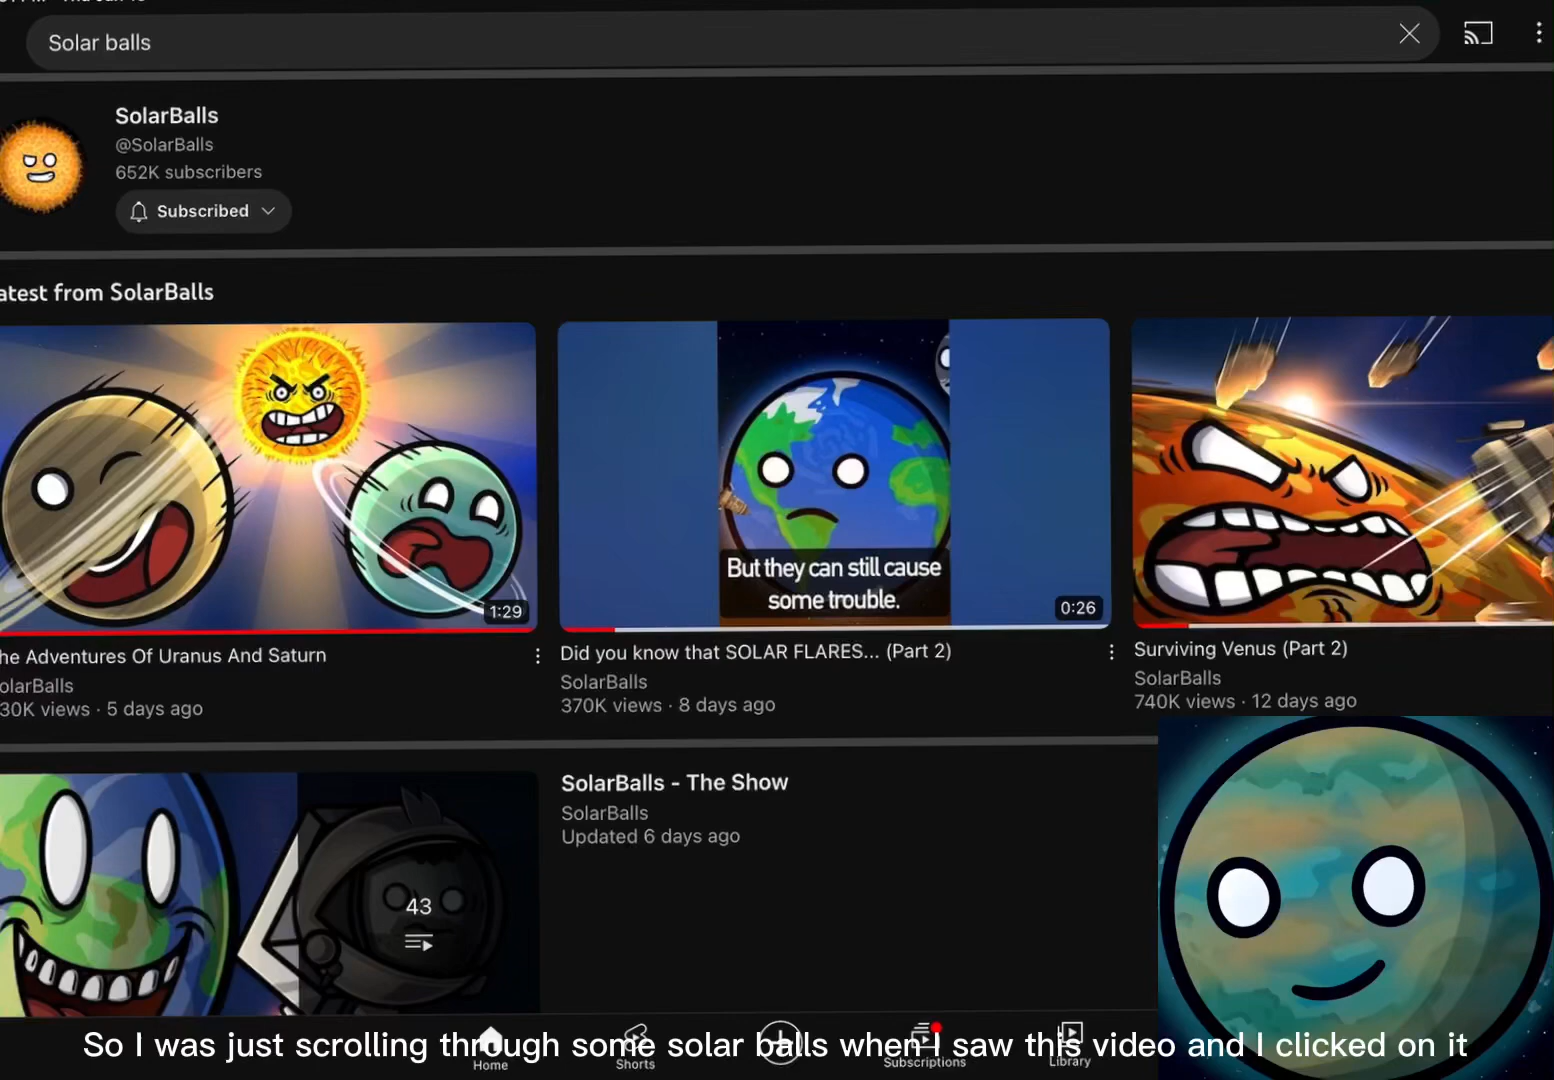 Solar balls
SolarBalls
@SolarBalls
652K subscribers
Subscribed
atest from SolarBalls
But they can still cause
some trouble.
1:29
0:26
he Adventures Of Uranus And Saturn
olarBalls
30K views · 5 days ago
Did you know that SOLAR FLARES... (Part 2)
SolarBalls
370K views · 8 days ago
Surviving Venus (Part 2)
SolarBalls
740K views · 12 days ago
43
SolarBalls - The Show
SolarBalls
Updated 6 days ago
So I was just scrolling through some solar balls when I saw this video and I clicked on it
Home
Shorts
Subscriptions
Library